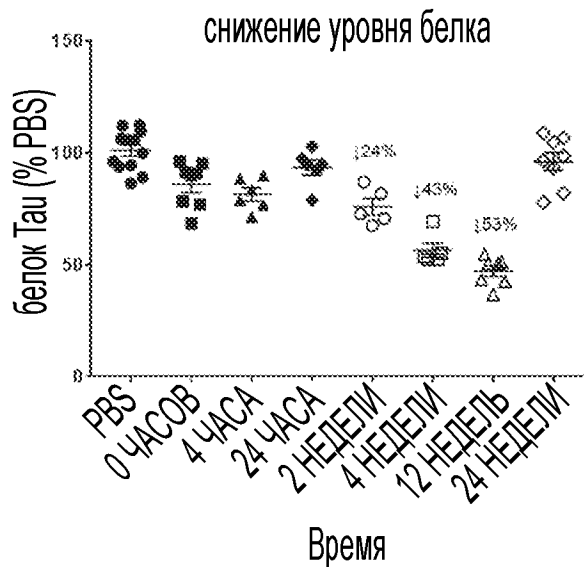 снижение уровня белка
белок Tau (% PBS)
150
100
50
0
↓24%
↓43%
↓53%
PBS
0 ЧАСОВ
4 ЧАСА
24 ЧАСА
2 НЕДЕЛИ
4 НЕДЕЛИ
12 НЕДЕЛЬ
24 НЕДЕЛИ
Время